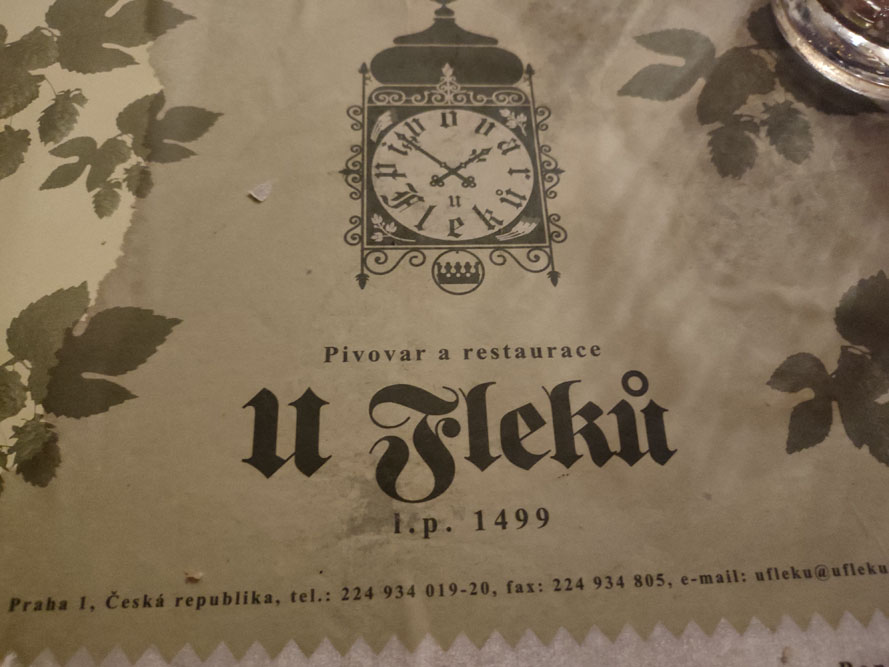 Pivovar a restaurace
U Fleků
l.p. 1499
Praha 1, Česká republika, tel.: 224 934 019-20, fax: 224 934 805, e-mail: ufleku@ufleku